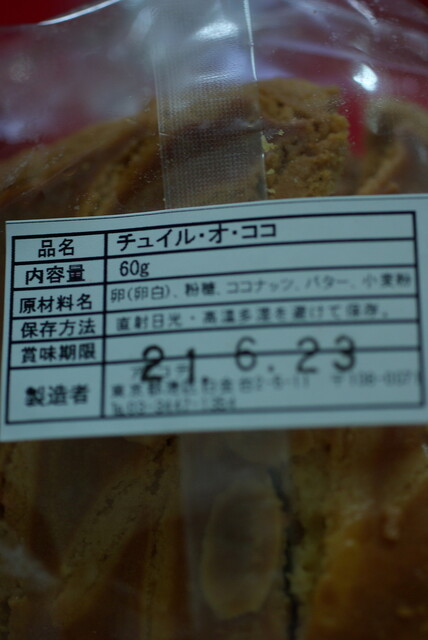 品名 チュイル・オ・ココ
内容量 60g
原材料名 卵(卵白)、粉糖、ココナッツ、バター、小麦粉
保存方法 直射日光・高温多湿を避けて保存。
賞味期限 21.6.23
製造者